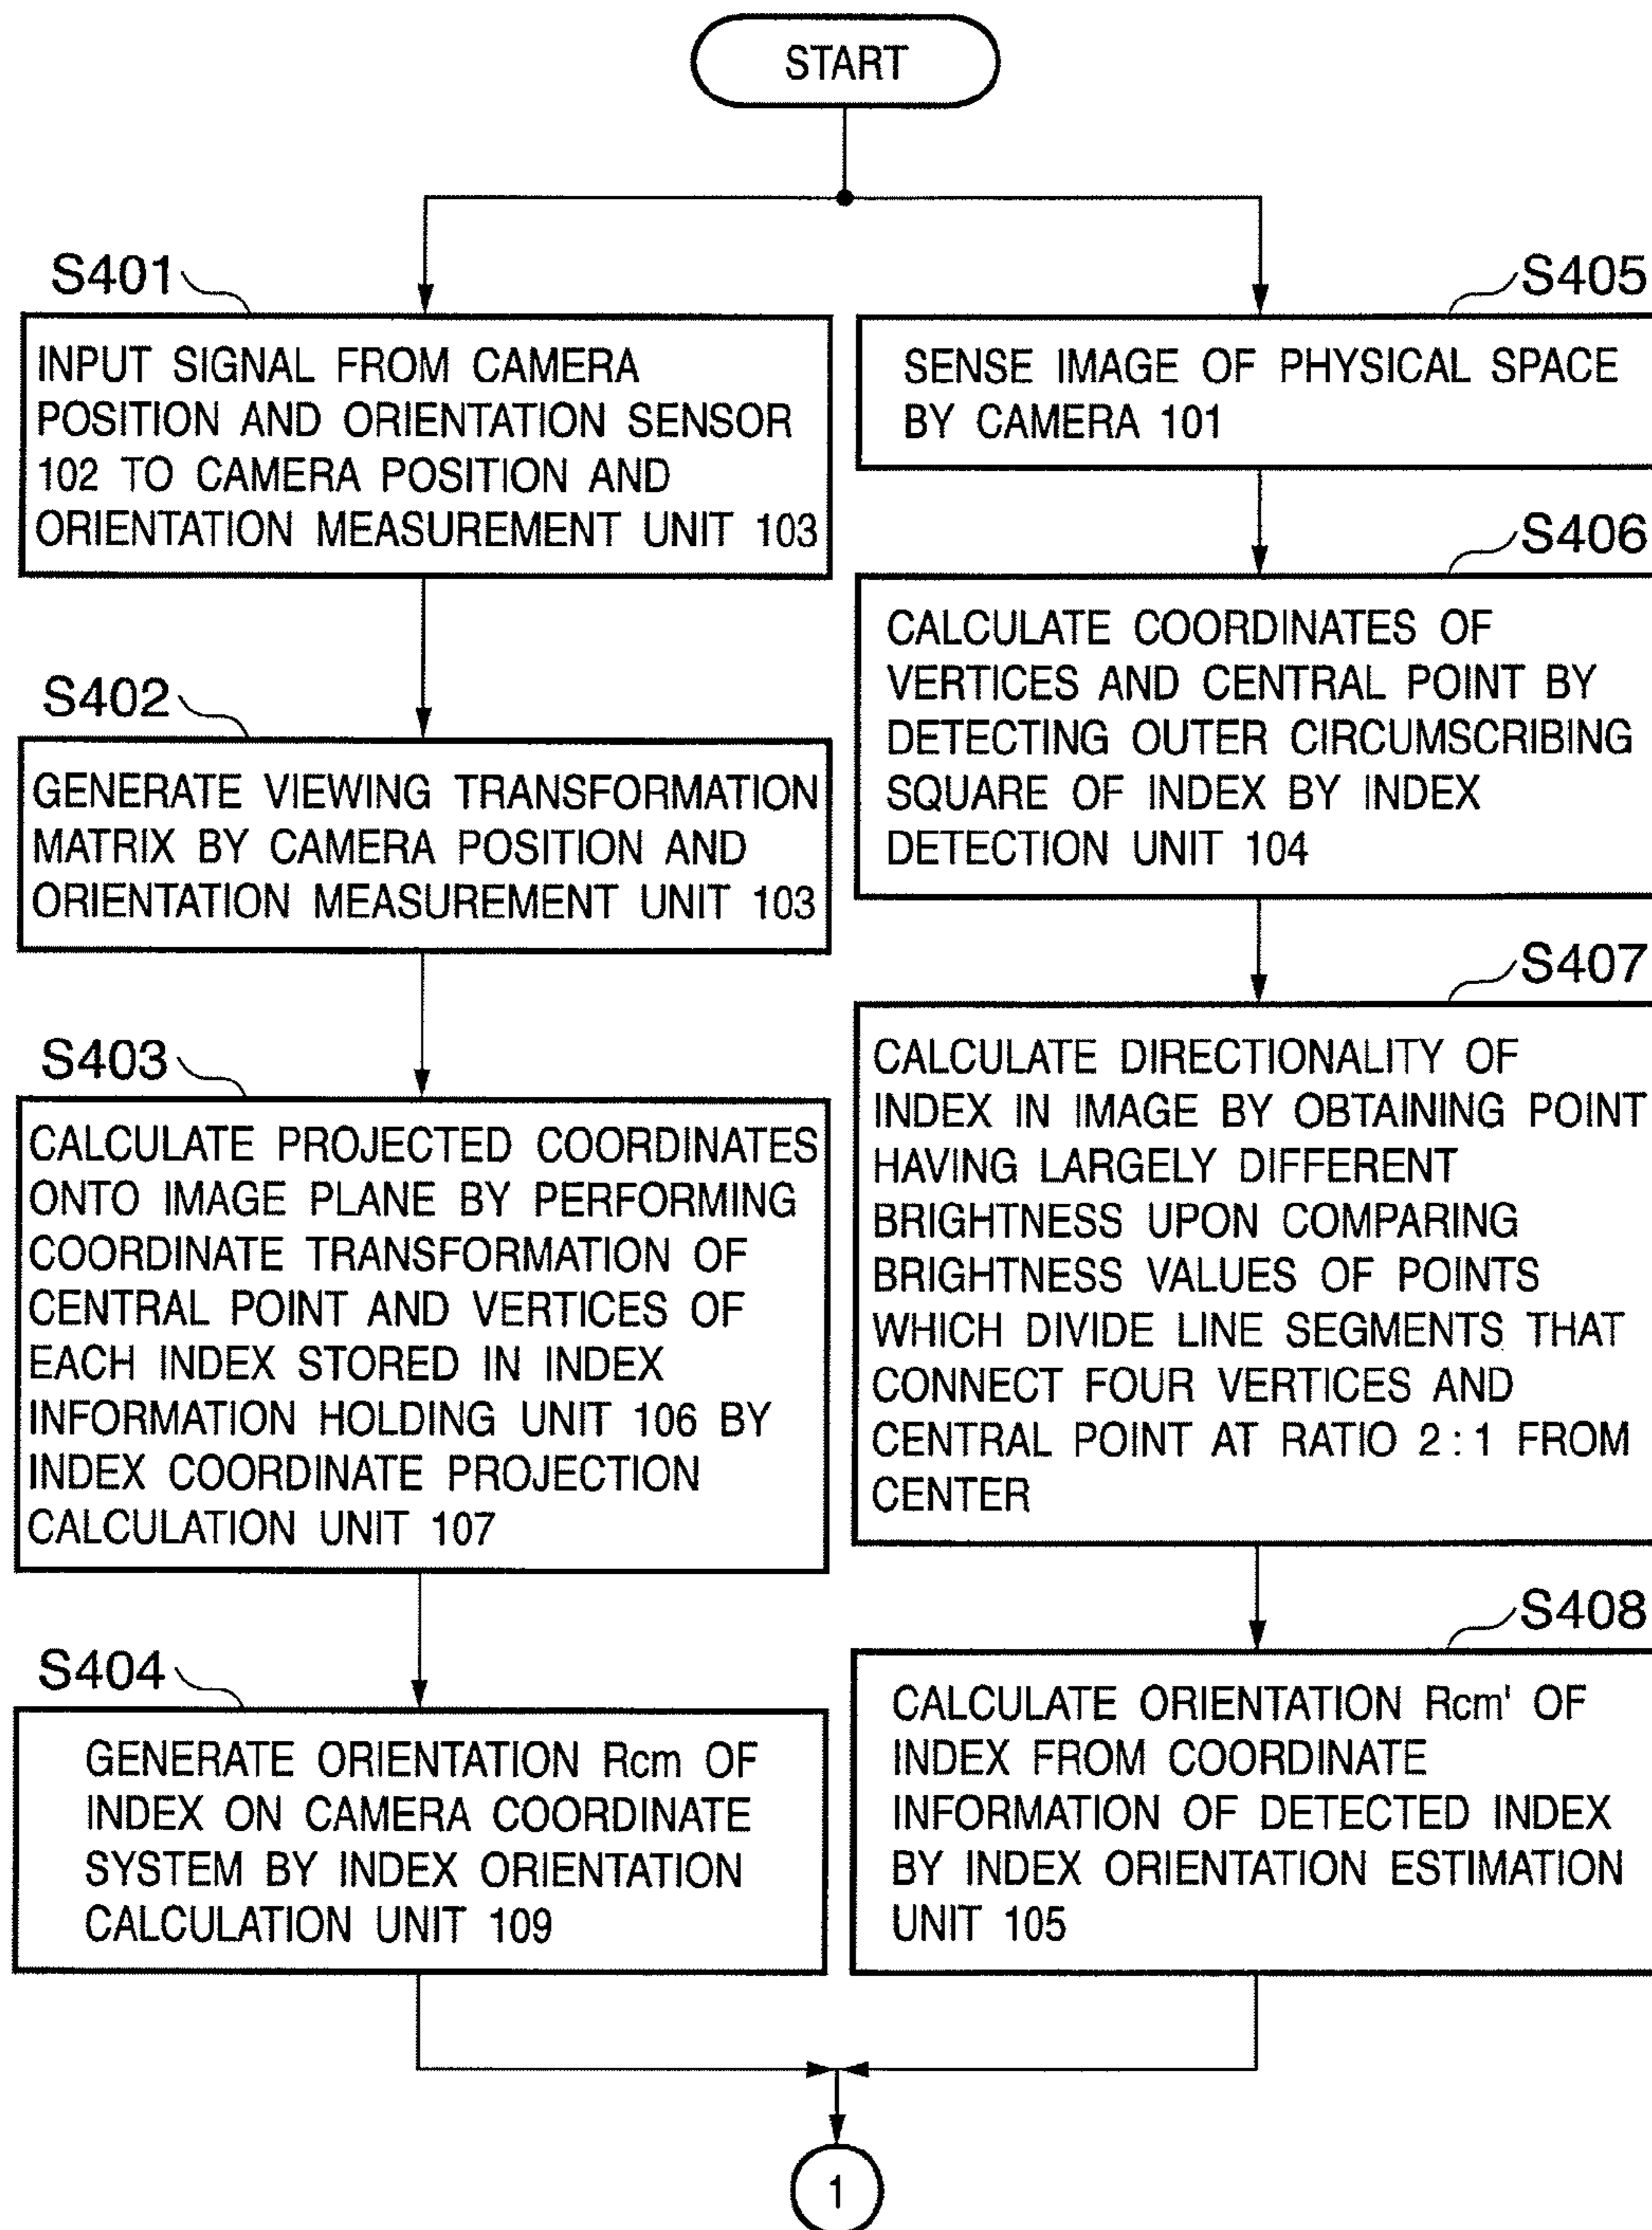 START
S401
INPUT SIGNAL FROM CAMERA
POSITION AND ORIENTATION SENSOR
102 TO CAMERA POSITION AND
ORIENTATION MEASUREMENT UNIT 103
S402
GENERATE VIEWING TRANSFORMATION
MATRIX BY CAMERA POSITION AND
ORIENTATION MEASUREMENT UNIT 103
S403
CALCULATE PROJECTED COORDINATES
ONTO IMAGE PLANE BY PERFORMING
COORDINATE TRANSFORMATION OF
CENTRAL POINT AND VERTICES OF
EACH INDEX STORED IN INDEX
INFORMATION HOLDING UNIT 106 BY
INDEX COORDINATE PROJECTION
CALCULATION UNIT 107
S404
GENERATE ORIENTATION Rcm OF
INDEX ON CAMERA COORDINATE
SYSTEM BY INDEX ORIENTATION
CALCULATION UNIT 109
S405
SENSE IMAGE OF PHYSICAL SPACE
BY CAMERA 101
S406
CALCULATE COORDINATES OF
VERTICES AND CENTRAL POINT BY
DETECTING OUTER CIRCUMSCRIBING
SQUARE OF INDEX BY INDEX
DETECTION UNIT 104
S407
CALCULATE DIRECTIONALITY OF
INDEX IN IMAGE BY OBTAINING POINT
HAVING LARGELY DIFFERENT
BRIGHTNESS UPON COMPARING
BRIGHTNESS VALUES OF POINTS
WHICH DIVIDE LINE SEGMENTS THAT
CONNECT FOUR VERTICES AND
CENTRAL POINT AT RATIO 2 : 1 FROM
CENTER
S408
CALCULATE ORIENTATION Rcm' OF
INDEX FROM COORDINATE
INFORMATION OF DETECTED INDEX
BY INDEX ORIENTATION ESTIMATION
UNIT 105
1